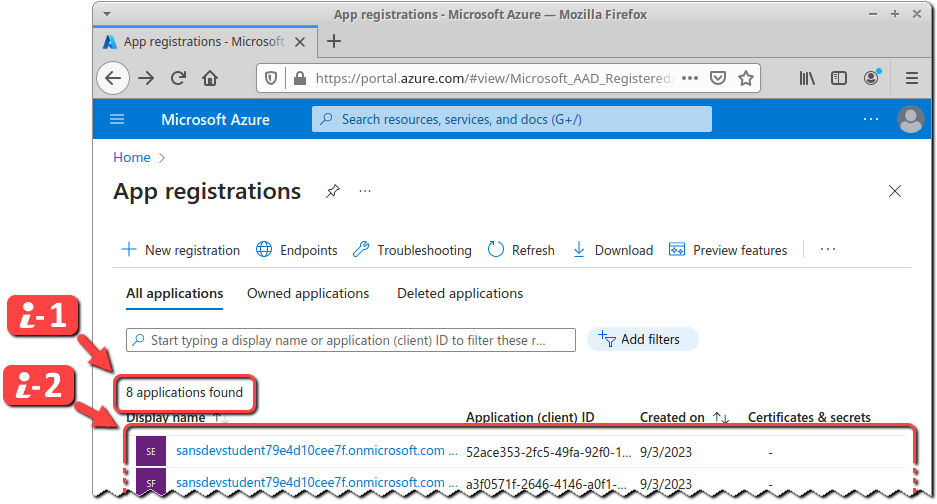 App registrations - Microsoft Azure — Mozilla Firefox
App registrations - Microsoft
https://portal.azure.com/#view/Microsoft_AAD_Registered
Microsoft Azure
Search resources, services, and docs (G+/)
Home
App registrations
New registration
Endpoints
Troubleshooting
Refresh
Download
Preview features
All applications
Owned applications
Deleted applications
i-1
Start typing a display name or application (client) ID to filter these r...
Add filters
i-2
8 applications found
Display name
Application (client) ID
Created on
Certificates & secrets
SE
sansdevstudent79e4d10cee7f.onmicrosoft.com ...
52ace353-2fc5-49fa-92f0-1...
9/3/2023
-
SE
sansdevstudent79e4d10cee7f.onmicrosoft.com ...
a3f0571f-2646-4146-a0f1-...
9/3/2023
-